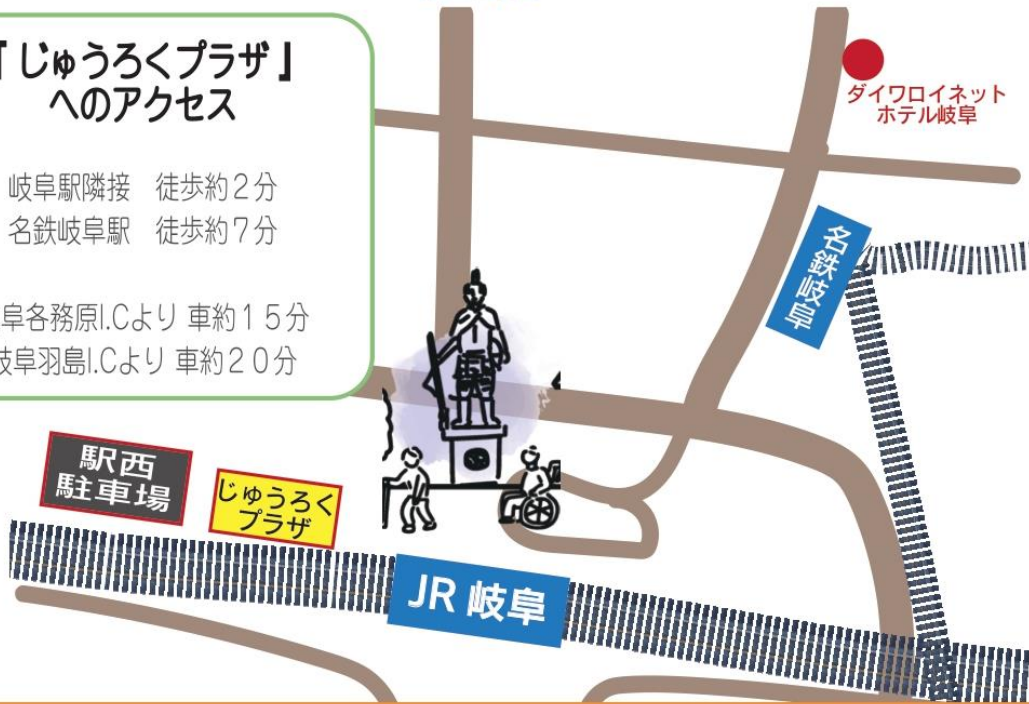 『じゅうろくプラザ』
へのアクセス
岐阜駅隣接　徒歩約２分
名鉄岐阜駅　徒歩約７分
阜各務原I.Cより 車約１５分
岐阜羽島I.Cより 車約２０分
ダイワロイネット
ホテル岐阜
名鉄岐阜
駅西
駐車場
じゅうろく
プラザ
JR 岐阜